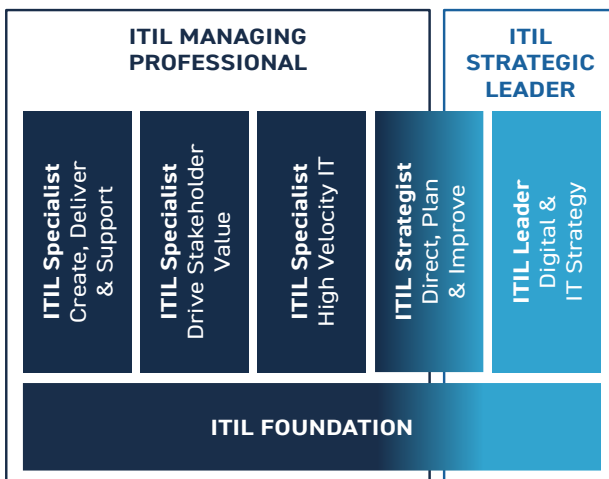 ITIL MANAGING
PROFESSIONAL
ITIL
STRATEGIC
LEADER
ITIL Specialist
Create, Deliver
& Support
ITIL Specialist
Drive Stakeholder
Value
ITIL Specialist
High Velocity IT
ITIL Strategist
Direct, Plan
& Improve
ITIL Leader
Digital &
IT Strategy
ITIL FOUNDATION